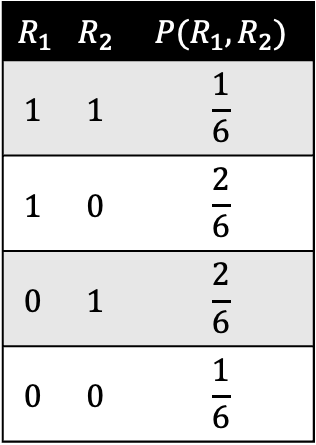 R₁ R₂ P(R₁, R₂)
1 1 1/6
1 0 2/6
0 1 2/6
0 0 1/6